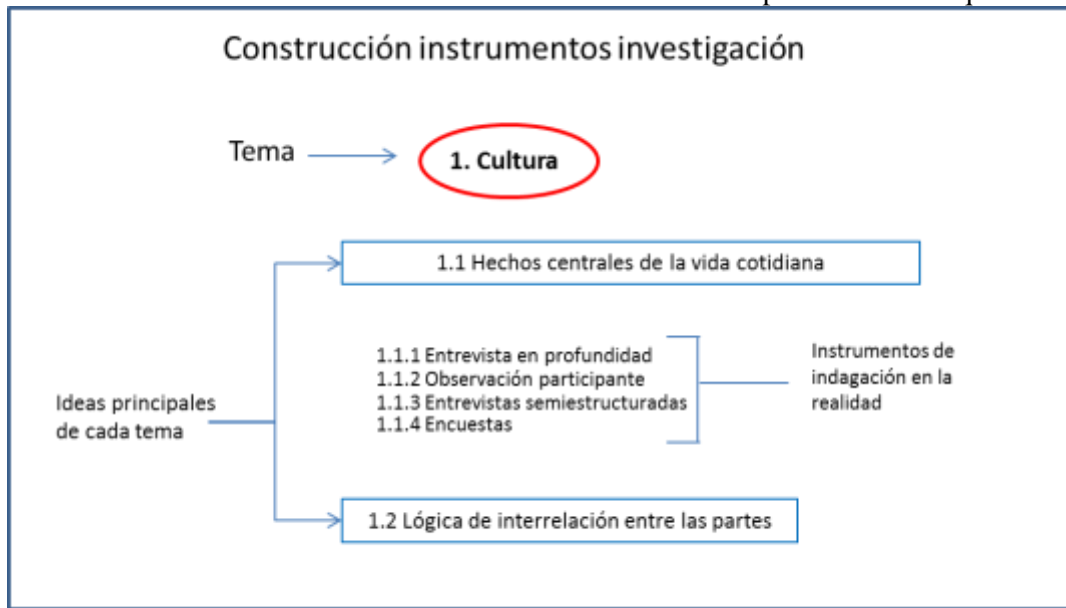 Construcción instrumentos investigación
Tema
1. Cultura
1.1 Hechos centrales de la vida cotidiana
1.1.1 Entrevista en profundidad
1.1.2 Observación participante
1.1.3 Entrevistas semiestructuradas
1.1.4 Encuestas
Instrumentos de
indagación en la
realidad
Ideas principales
de cada tema
1.2 Lógica de interrelación entre las partes